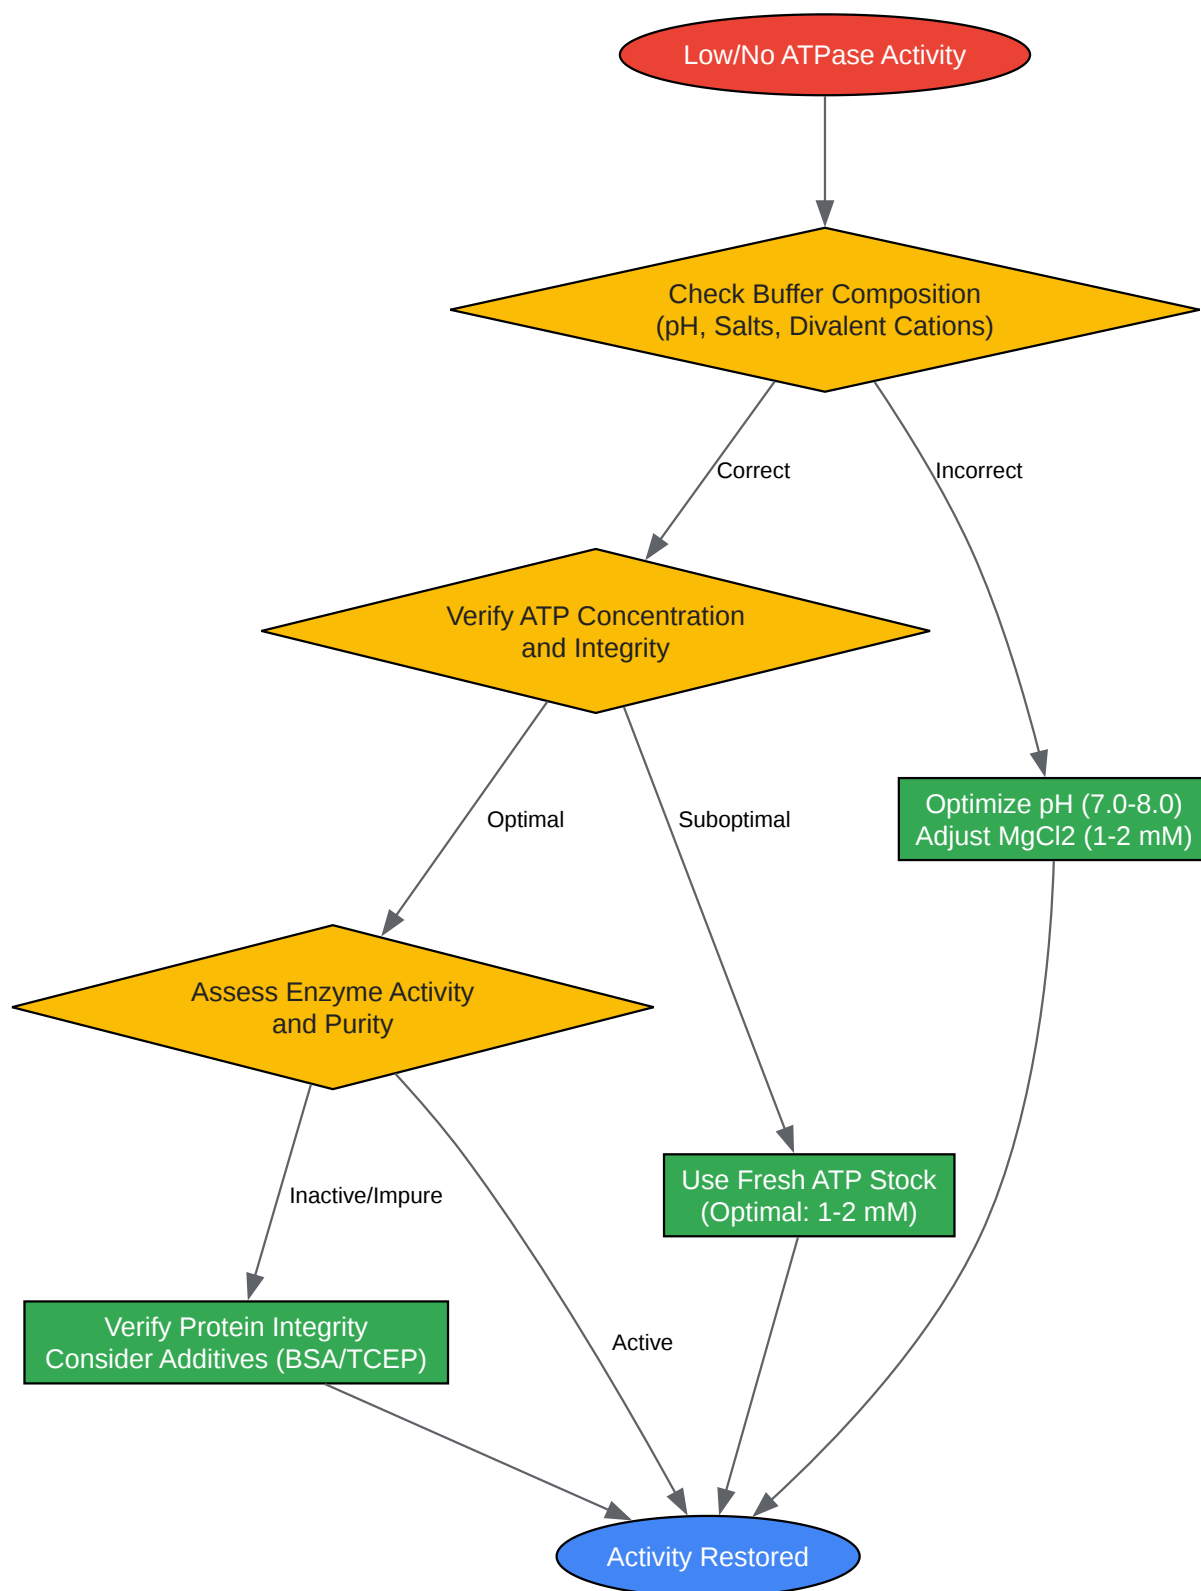 Low/No ATPase Activity
Check Buffer Composition
(pH, Salts, Divalent Cations)
Correct
Incorrect
Verify ATP Concentration
and Integrity
Optimize pH (7.0-8.0)
Adjust MgCl2 (1-2 mM)
Optimal
Suboptimal
Assess Enzyme Activity
and Purity
Use Fresh ATP Stock
(Optimal: 1-2 mM)
Inactive/Impure
Verify Protein Integrity
Consider Additives (BSA/TCEP)
Active
Activity Restored